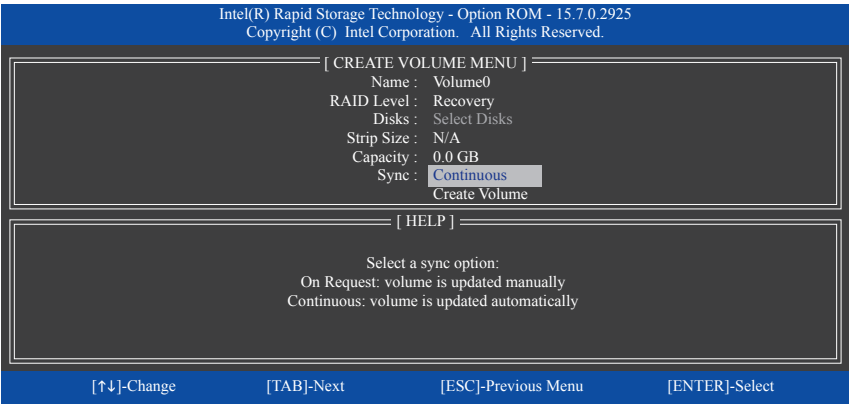 Intel(R) Rapid Storage Technology - Option ROM - 15.7.0.2925
Copyright (C) Intel Corporation. All Rights Reserved.
[ CREATE VOLUME MENU ]
Name : Volume0
RAID Level : Recovery
Disks : Select Disks
Strip Size : N/A
Capacity : 0.0 GB
Sync : Continuous
Create Volume
[ HELP ]
Select a sync option:
On Request: volume is updated manually
Continuous: volume is updated automatically
[↑↓]-Change [TAB]-Next [ESC]-Previous Menu [ENTER]-Select